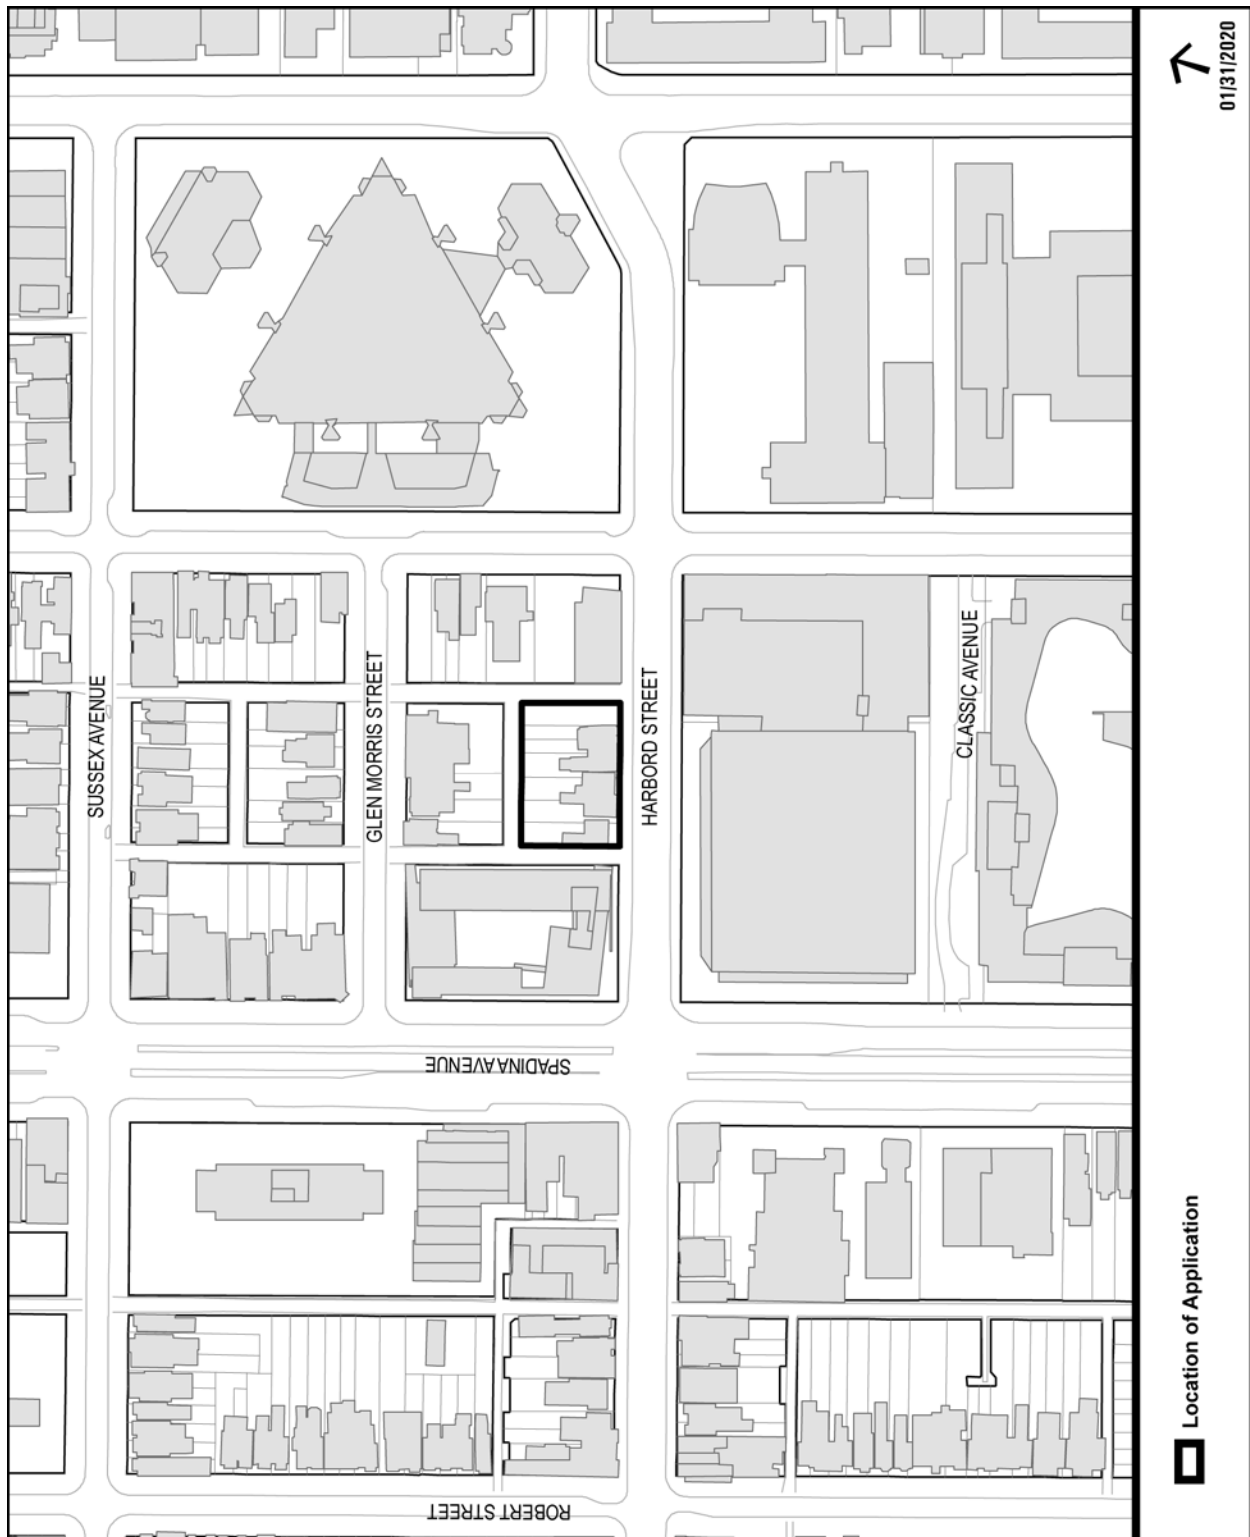 SUSSEX AVENUE
GLEN MORRIS STREET
HARBORD STREET
CLASSIC AVENUE
SPADINA AVENUE
ROBERT STREET
Location of Application
01/31/2020